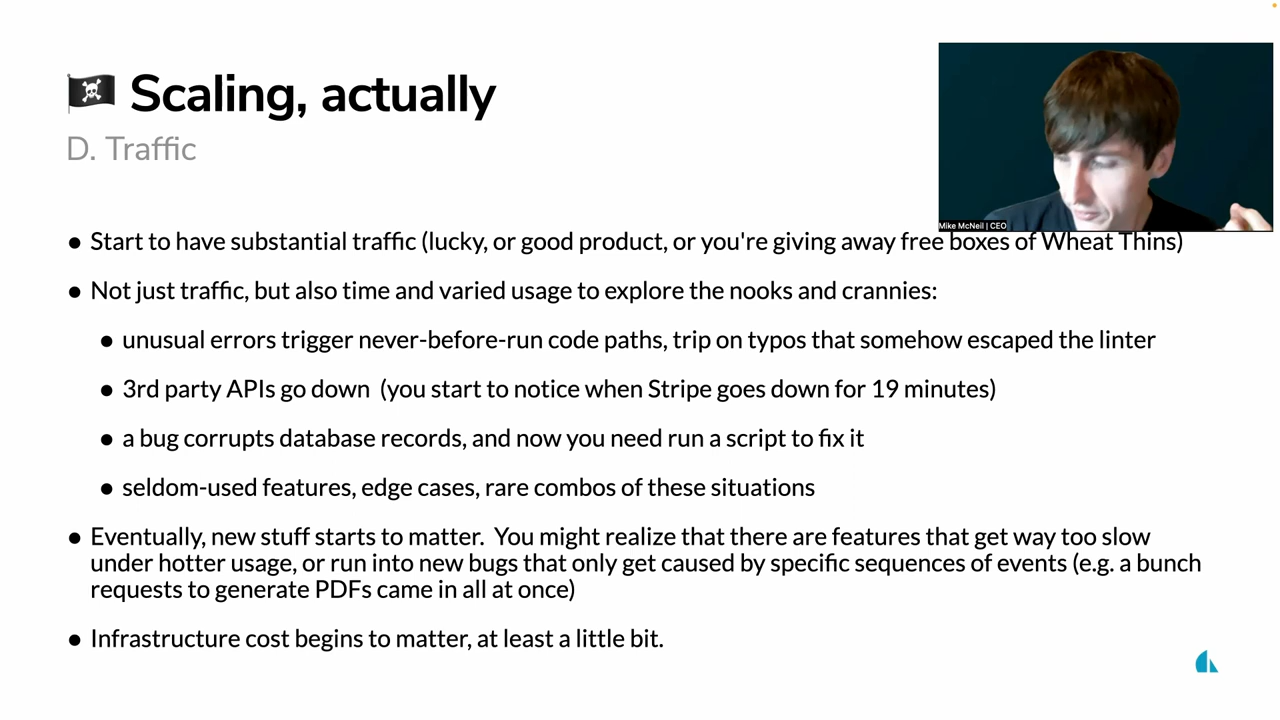 Scaling, actually
D. Traffic
Mike McNeil | CEO
● Start to have substantial traffic (lucky, or good product, or you're giving away free boxes of Wheat Thins)
● Not just traffic, but also time and varied usage to explore the nooks and crannies:
● unusual errors trigger never-before-run code paths, trip on typos that somehow escaped the linter
● 3rd party APIs go down  (you start to notice when Stripe goes down for 19 minutes)
● a bug corrupts database records, and now you need run a script to fix it
● seldom-used features, edge cases, rare combos of these situations
● Eventually, new stuff starts to matter.  You might realize that there are features that get way too slow
under hotter usage, or run into new bugs that only get caused by specific sequences of events (e.g. a bunch
requests to generate PDFs came in all at once)
● Infrastructure cost begins to matter, at least a little bit.